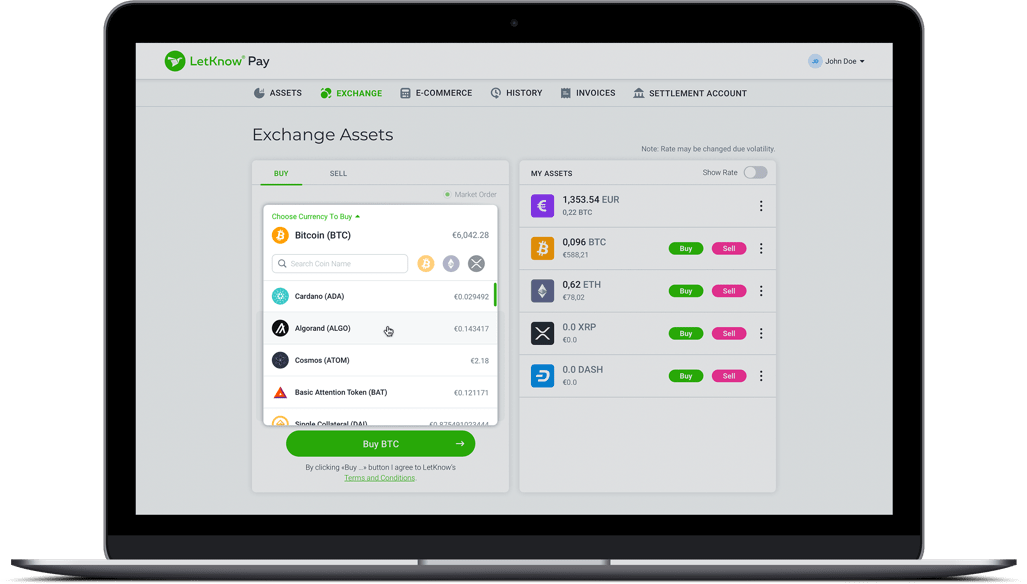 LetKnow® Pay
JD John Doe
ASSETS EXCHANGE E-COMMERCE HISTORY INVOICES SETTLEMENT ACCOUNT
Exchange Assets
Note: Rate may be changed due volatility.
BUY SELL
Market Order
Choose Currency To Buy
Bitcoin (BTC) €6,042.28
Search Coin Name
Cardano (ADA) €0.029492
Algorand (ALGO) €0.143417
Cosmos (ATOM) €2.18
Basic Attention Token (BAT) €0.121171
Single Collateral (DAI) €0.875491023444
Buy BTC
By clicking «Buy ...» button I agree to LetKnow's
Terms and Conditions.
MY ASSETS Show Rate
1,353.54 EUR
0,22 BTC
0,096 BTC
€588,21
Buy Sell
0,62 ETH
€78,02
Buy Sell
0.0 XRP
€0.0
Buy Sell
0.0 DASH
€0.0
Buy Sell